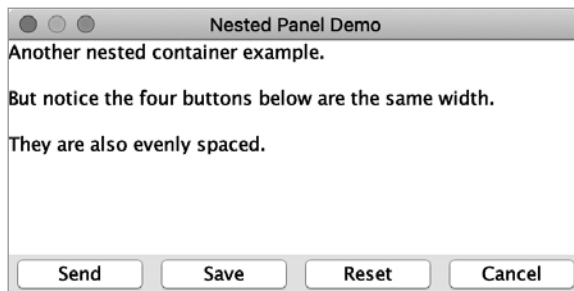 Nested Panel Demo
Another nested container example.
But notice the four buttons below are the same width.
They are also evenly spaced.
Send Save Reset Cancel